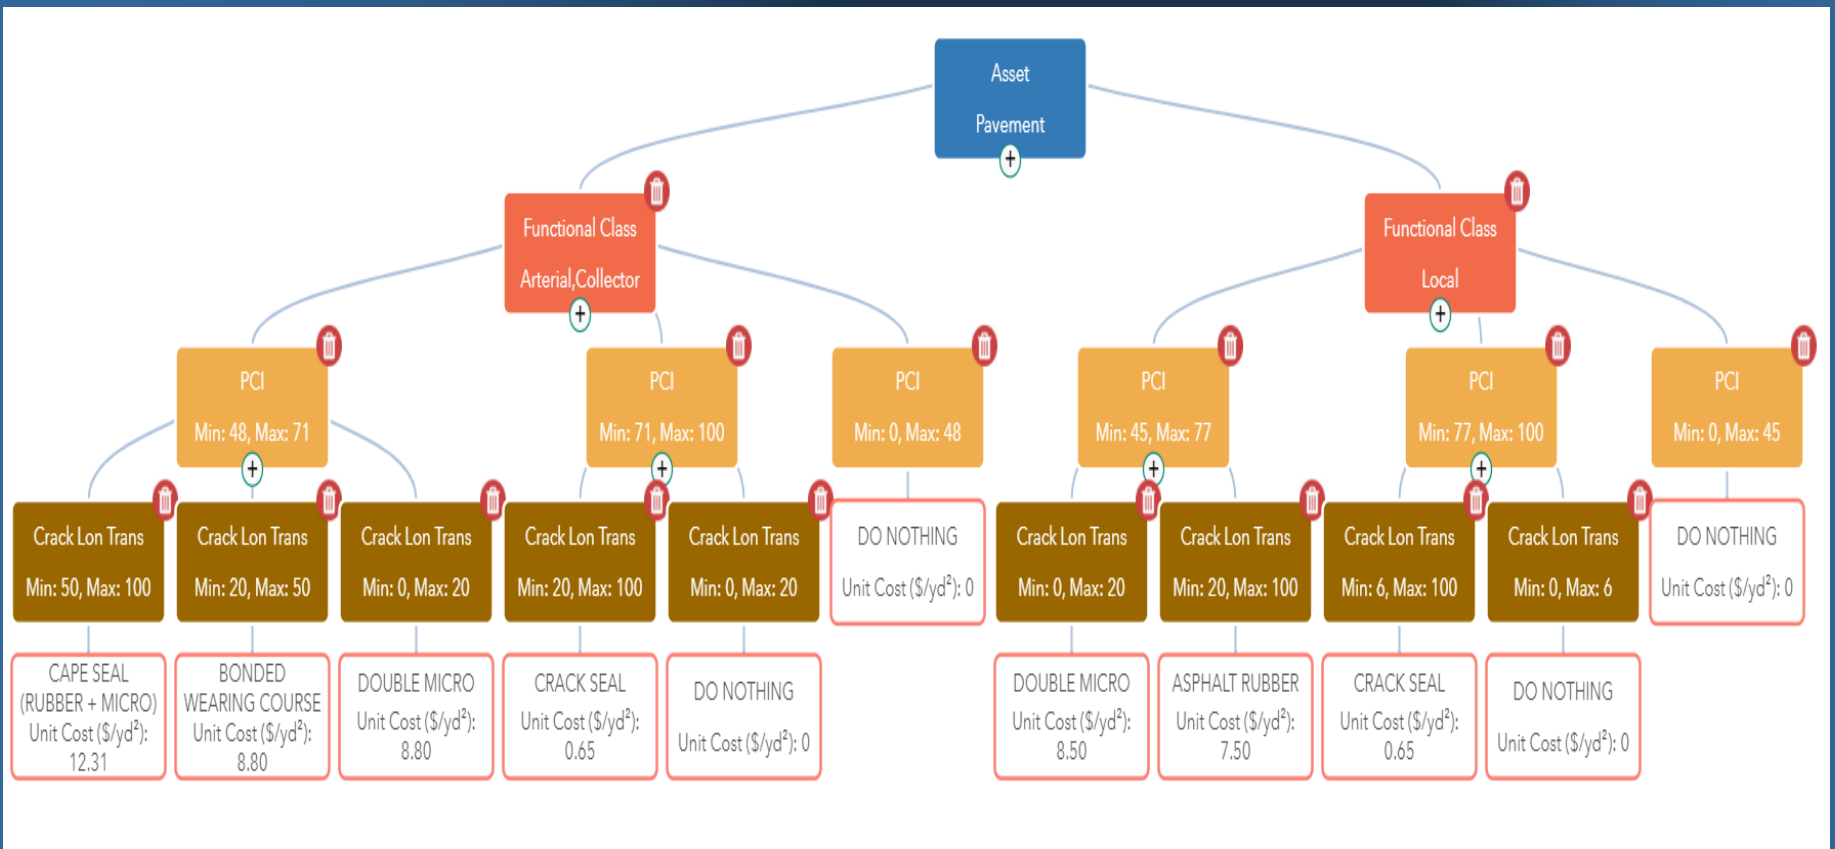 Asset
Pavement
+
Functional Class
Arterial,Collector
+
Functional Class
Local
+
PCI
Min: 48, Max: 71
+
PCI
Min: 71, Max: 100
+
PCI
Min: 0, Max: 48
PCI
Min: 45, Max: 77
+
PCI
Min: 77, Max: 100
+
PCI
Min: 0, Max: 45
Crack Lon Trans
Min: 50, Max: 100
Crack Lon Trans
Min: 20, Max: 50
Crack Lon Trans
Min: 0, Max: 20
Crack Lon Trans
Min: 20, Max: 100
Crack Lon Trans
Min: 0, Max: 20
DO NOTHING
Unit Cost ($/yd²): 0
Crack Lon Trans
Min: 0, Max: 20
Crack Lon Trans
Min: 20, Max: 100
Crack Lon Trans
Min: 6, Max: 100
Crack Lon Trans
Min: 0, Max: 6
DO NOTHING
Unit Cost ($/yd²): 0
CAPE SEAL
(RUBBER + MICRO)
Unit Cost ($/yd²):
12.31
BONDED
WEARING COURSE
Unit Cost ($/yd²):
8.80
DOUBLE MICRO
Unit Cost ($/yd²):
8.80
CRACK SEAL
Unit Cost ($/yd²):
0.65
DO NOTHING
Unit Cost ($/yd²): 0
DOUBLE MICRO
Unit Cost ($/yd²):
8.50
ASPHALT RUBBER
Unit Cost ($/yd²):
7.50
CRACK SEAL
Unit Cost ($/yd²):
0.65
DO NOTHING
Unit Cost ($/yd²): 0